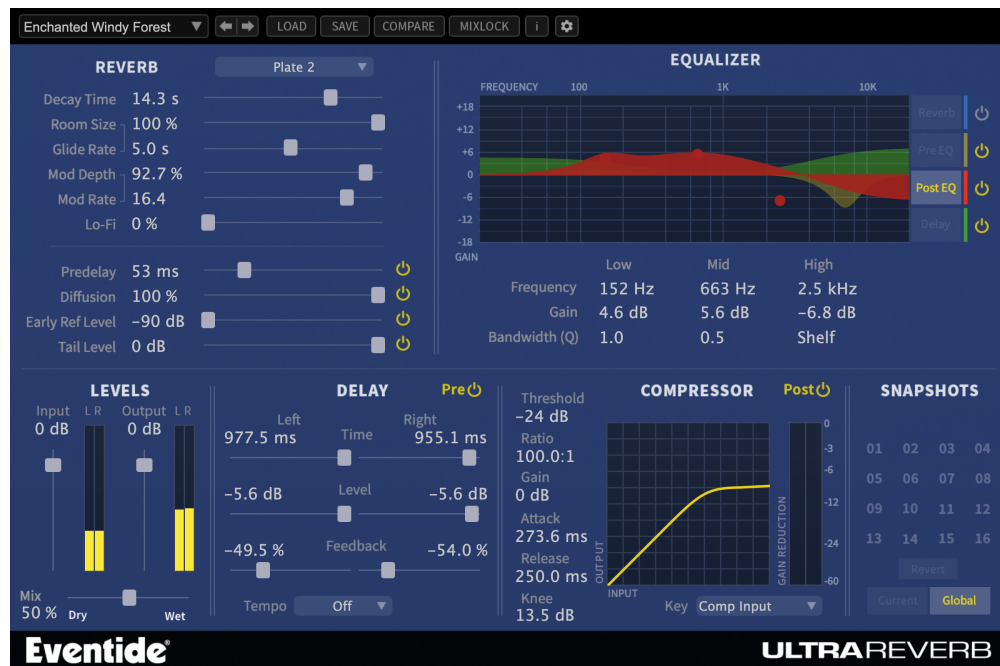 Enchanted Windy Forest LOAD SAVE COMPARE MIXLOCK i
REVERB Plate 2
Decay Time 14.3 s
Room Size 100 %
Glide Rate 5.0 s
Mod Depth 92.7 %
Mod Rate 16.4
Lo-Fi 0 %
Predelay 53 ms
Diffusion 100 %
Early Ref Level −90 dB
Tail Level 0 dB
EQUALIZER
FREQUENCY 100 1K 10K
+18
+12
+6
0
-6
-12
-18
GAIN
Reverb
Pre EQ
Post EQ
Delay
Low Mid High
Frequency 152 Hz 663 Hz 2.5 kHz
Gain 4.6 dB 5.6 dB −6.8 dB
Bandwidth (Q) 1.0 0.5 Shelf
LEVELS
Input L R Output L R
0 dB 0 dB
Mix
50 % Dry Wet
DELAY Pre
Left Right
977.5 ms Time 955.1 ms
−5.6 dB Level −5.6 dB
−49.5 % Feedback −54.0 %
Tempo Off
COMPRESSOR Post
Threshold
−24 dB
Ratio
100.0:1
Gain
0 dB
Attack
273.6 ms
Release
250.0 ms
Knee
13.5 dB
OUTPUT
INPUT
GAIN REDUCTION
0
-3
-6
-12
-24
-60
Key Comp Input
SNAPSHOTS
01 02 03 04
05 06 07 08
09 10 11 12
13 14 15 16
Revert
Current Global
Eventide® ULTRAREVERB